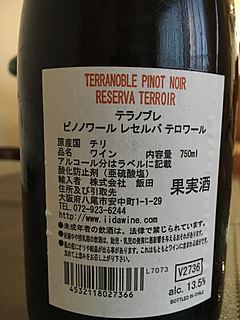 TERRANOBLE PINOT NOIR
RESERVA TERROIR
テラノブレ
ピノノワール レセルバ テロワール
原産国 チリ
品名 ワイン 内容量 750ml
アルコール分はラベルに記載
酸化防止剤（亜硫酸塩）
輸入者 株式会社 飯田
住所及び引取先
大阪府八尾市安中町1-1-29
TEL 072-923-6244
http://www.iidawine.com/
果実酒
●未成年者の飲酒は、法律で禁じられています。
L7073
V2736
alc. 13.5%
BOTTLED IN CHILE
4532118027366